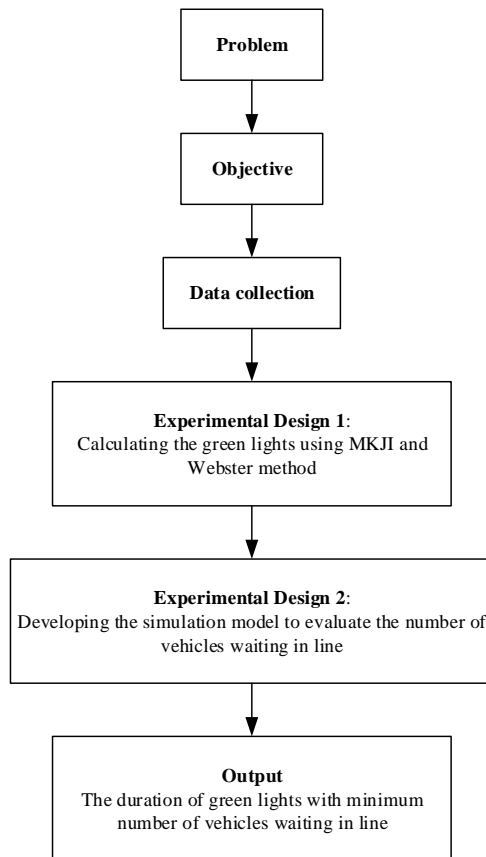 Problem
Objective
Data collection
Experimental Design 1:
Calculating the green lights using MKJI and
Webster method
Experimental Design 2:
Developing the simulation model to evaluate the number of
vehicles waiting in line
Output
The duration of green lights with minimum
number of vehicles waiting in line